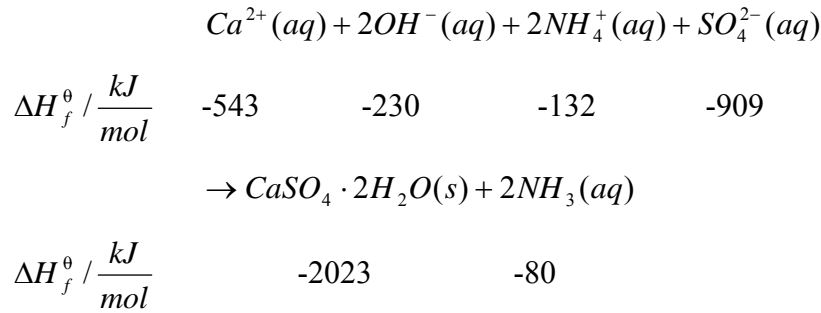 Ca²⁺(aq) + 2OH⁻(aq) + 2NH₄⁺(aq) + SO₄²⁻(aq)
ΔH_f^θ / kJ/mol -543 -230 -132 -909
→ CaSO₄ · 2H₂O(s) + 2NH₃(aq)
ΔH_f^θ / kJ/mol -2023 -80